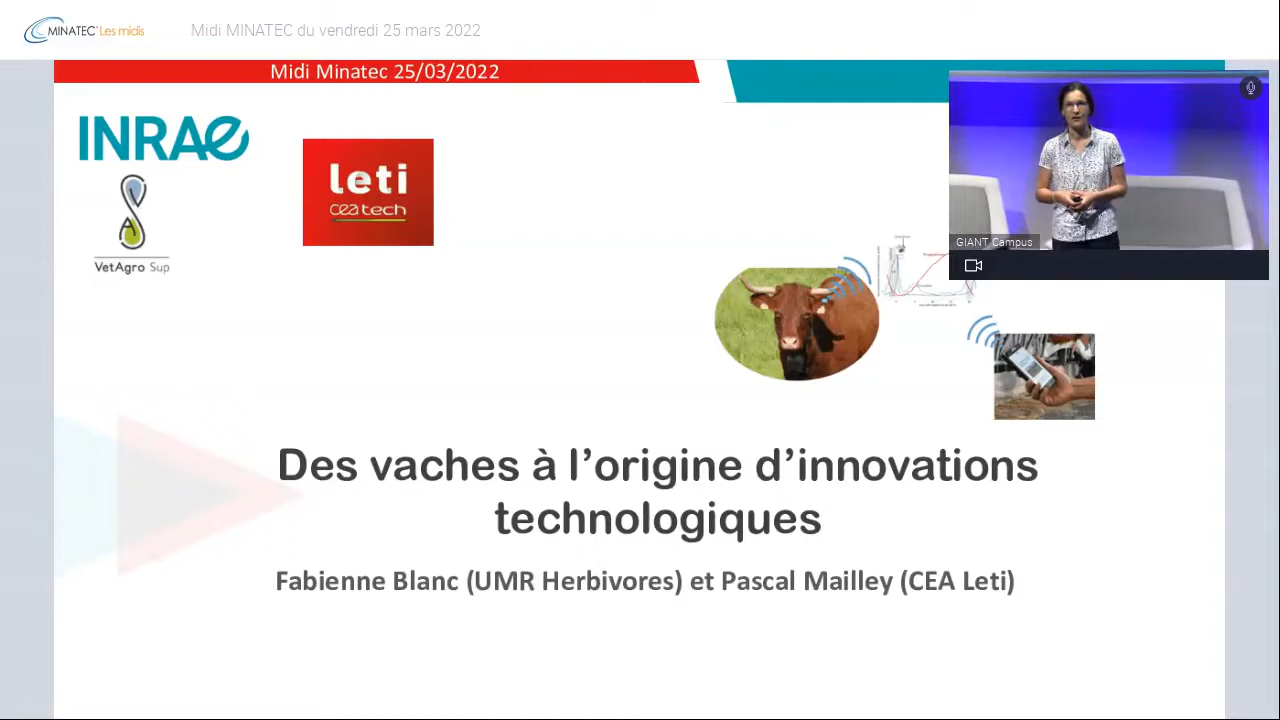 MINATEC Les midis
Midi MINATEC du vendredi 25 mars 2022
Midi Minatec 25/03/2022
INRAE
leti
cea tech
VetAgro Sup
GIANT Campus
Des vaches à l’origine d’innovations
technologiques
Fabienne Blanc (UMR Herbivores) et Pascal Mailley (CEA Leti)